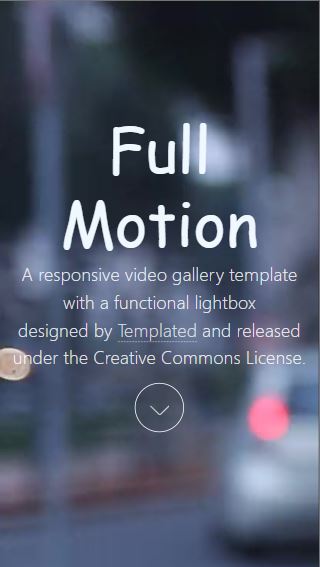 Full
Motion
A responsive video gallery template
with a functional lightbox
designed by Templated and released
under the Creative Commons License.